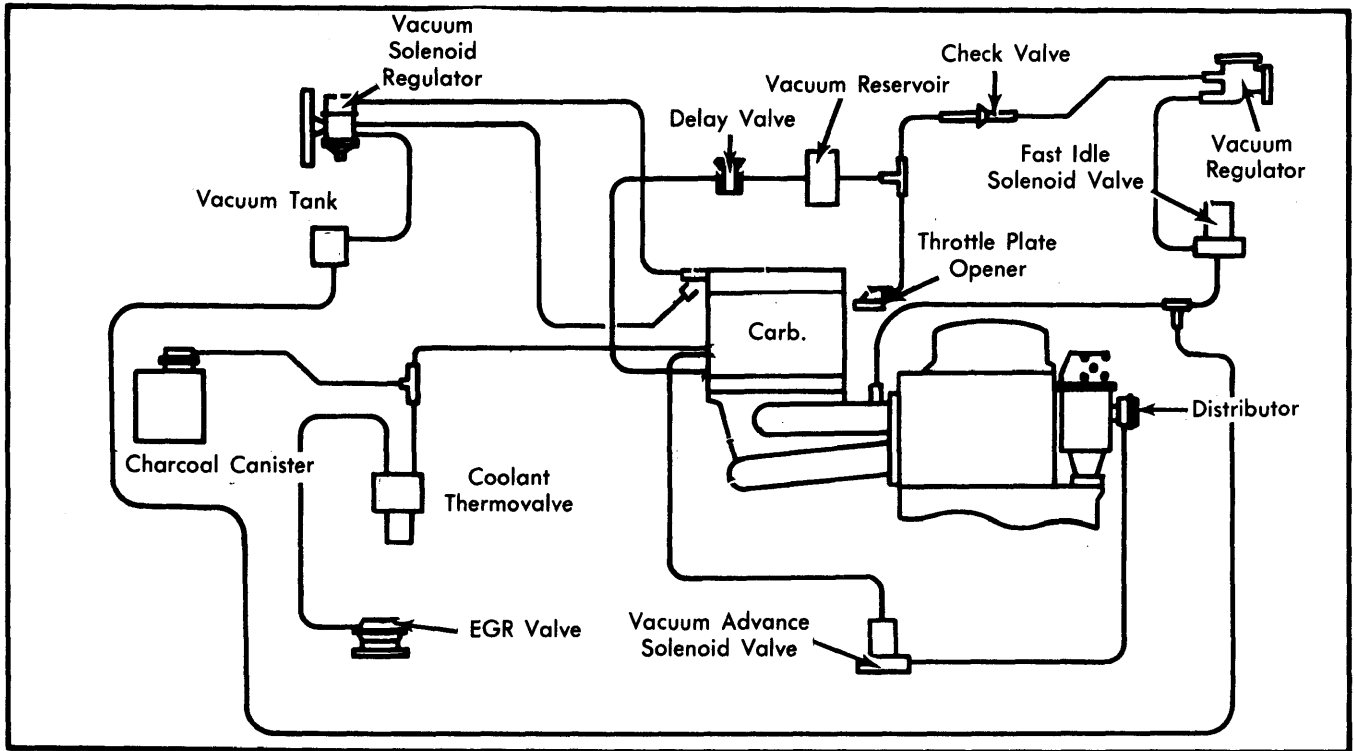 Vacuum
Solenoid
Regulator
Check Valve
Vacuum Reservoir
Delay Valve
Vacuum
Regulator
Fast Idle
Solenoid Valve
Vacuum Tank
Throttle Plate
Opener
Carb.
Distributor
Charcoal Canister
Coolant
Thermovalve
EGR Valve
Vacuum Advance
Solenoid Valve